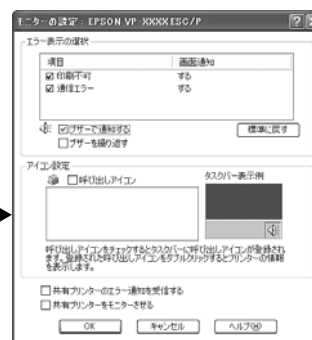 モニターの設定 : EPSON VP-XXXX ESC/P
エラー表示の選択
項目 画面通知
印刷不可 する
通信エラー する
ブザーで通知する
標準に戻す
ブザーを繰り返す
アイコン設定
呼び出しアイコン
タスクバー表示例
呼び出しアイコンをチェックするとタスクバーに呼び出しアイコンが登録され
ます。登録された呼び出しアイコンをダブルクリックするとプリンターの情報
を表示します。
共有プリンターのエラー通知を受信する
共有プリンターをモニターさせる
OK キャンセル ヘルプ(H)